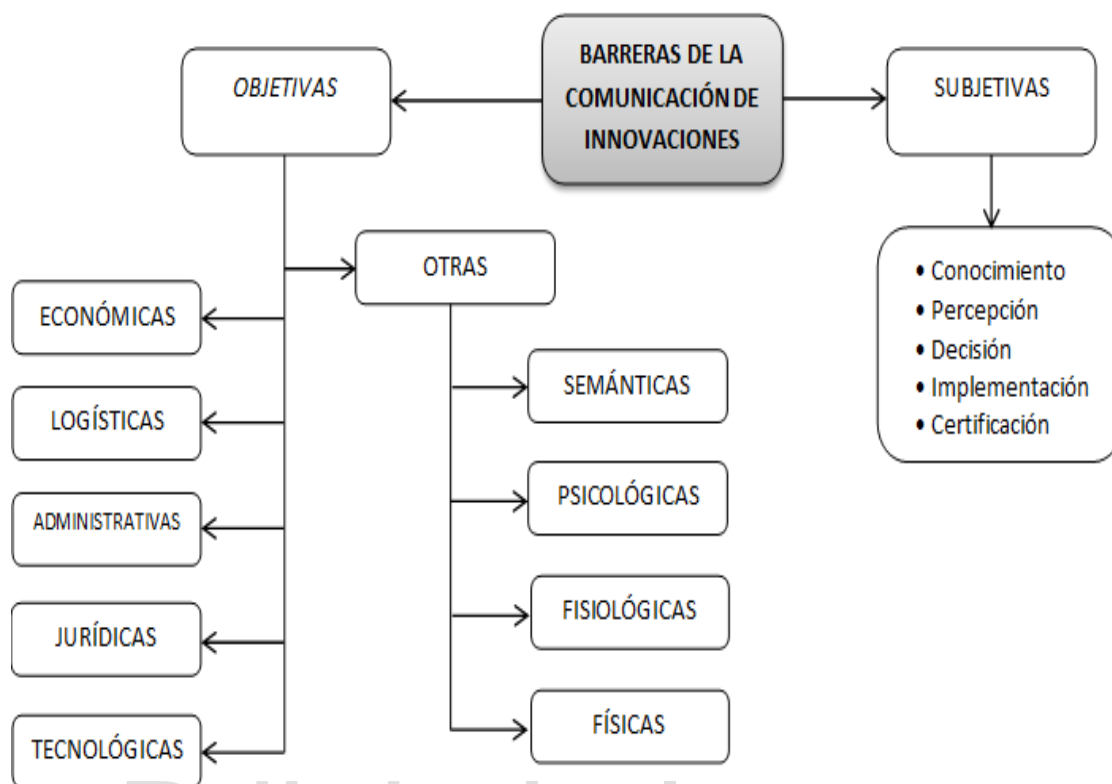 BARRERAS DE LA
COMUNICACIÓN DE
INNOVACIONES
OBJETIVAS
SUBJETIVAS
OTRAS
ECONÓMICAS
LOGÍSTICAS
ADMINISTRATIVAS
JURÍDICAS
TECNOLÓGICAS
SEMÁNTICAS
PSICOLÓGICAS
FISIOLÓGICAS
FÍSICAS
• Conocimiento
• Percepción
• Decisión
• Implementación
• Certificación